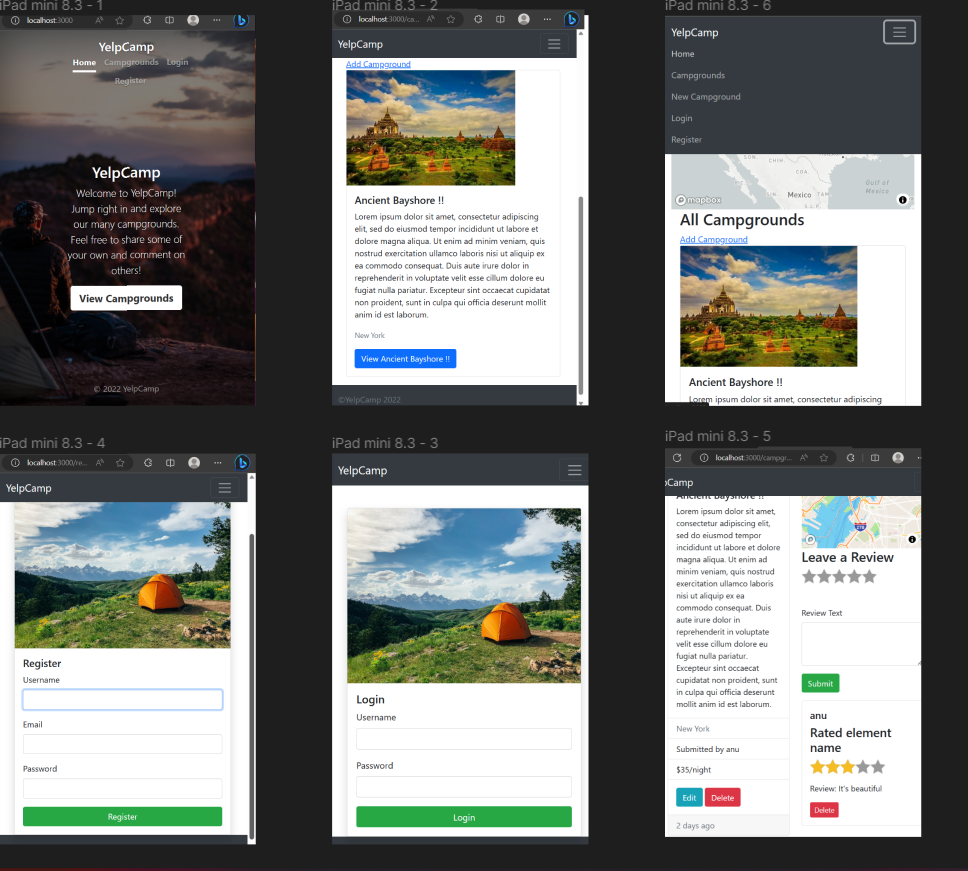 iPad mini 8.3 - 1
localhost:3000
YelpCamp
Home Campgrounds Login
Register
YelpCamp
Welcome to YelpCamp!
Jump right in and explore
our many campgrounds.
Feel free to share some of
your own and comment on
others!
View Campgrounds
© 2022 YelpCamp
iPad mini 8.3 - 2
localhost:3000/ca...
YelpCamp
Add Campground
Ancient Bayshore !!
Lorem ipsum dolor sit amet, consectetur adipiscing
elit, sed do eiusmod tempor incididunt ut labore et
dolore magna aliqua. Ut enim ad minim veniam, quis
nostrud exercitation ullamco laboris nisi ut aliquip ex
ea commodo consequat. Duis aute irure dolor in
reprehenderit in voluptate velit esse cillum dolore eu
fugiat nulla pariatur. Excepteur sint occaecat cupidatat
non proident, sunt in culpa qui officia deserunt mollit
anim id est laborum.
New York
View Ancient Bayshore !!
©YelpCamp 2022
iPad mini 8.3 - 6
YelpCamp
Home
Campgrounds
New Campground
Login
Register
SON. CHIH.
COA.
SIN. Mexico TAM.
Gulf of
Mexico
S.L.P.
mapbox
All Campgrounds
Add Campground
Ancient Bayshore !!
Lorem ipsum dolor sit amet, consectetur adipiscing
iPad mini 8.3 - 4
localhost:3000/re...
YelpCamp
Register
Username
Email
Password
Register
iPad mini 8.3 - 3
YelpCamp
Login
Username
Password
Login
iPad mini 8.3 - 5
localhost:3000/campgr...
oCamp
Ancient Bayshore !!
Lorem ipsum dolor sit amet,
consectetur adipiscing elit,
sed do eiusmod tempor
incididunt ut labore et dolore
magna aliqua. Ut enim ad
minim veniam, quis nostrud
exercitation ullamco laboris
nisi ut aliquip ex ea
commodo consequat. Duis
aute irure dolor in
reprehenderit in voluptate
velit esse cillum dolore eu
fugiat nulla pariatur.
Excepteur sint occaecat
cupidatat non proident, sunt
in culpa qui officia deserunt
mollit anim id est laborum.
New York
Submitted by anu
$35/night
Edit Delete
2 days ago
278
Leave a Review
Review Text
Submit
anu
Rated element
name
Review: It's beautiful
Delete